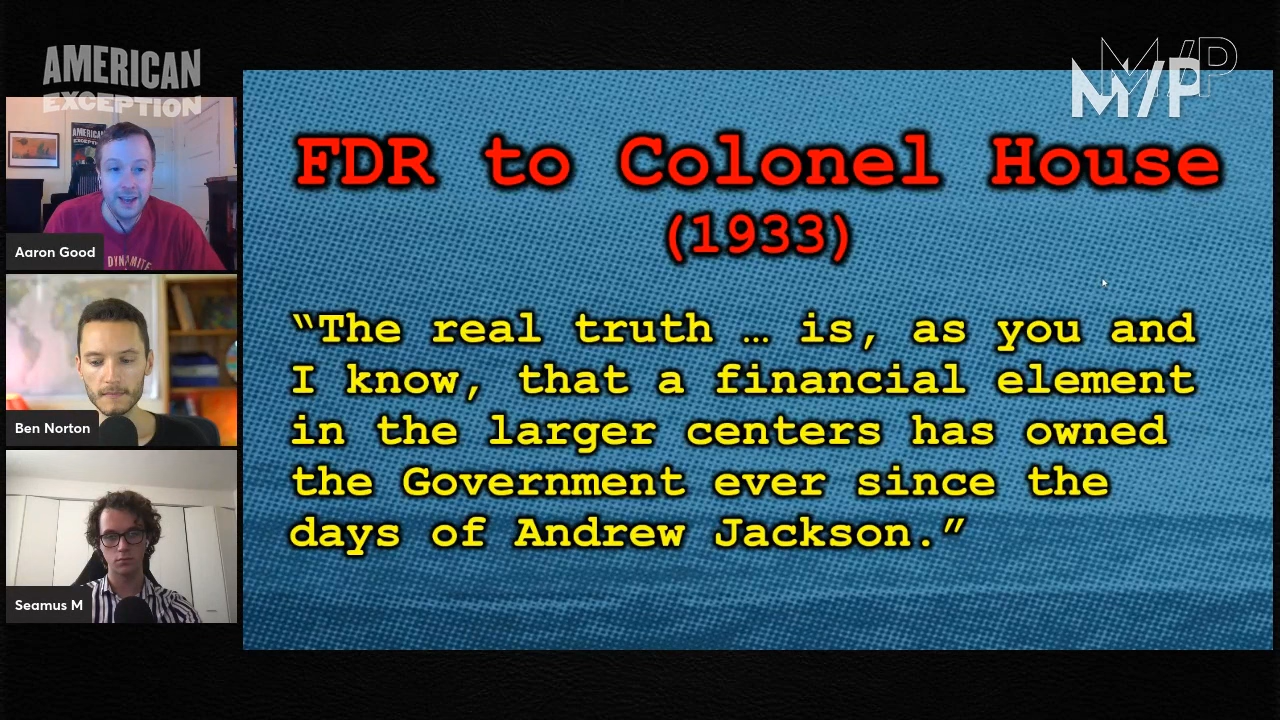 AMERICAN
EXCEPTION
M/P
M/P
FDR to Colonel House
(1933)
“The real truth … is, as you and
I know, that a financial element
in the larger centers has owned
the Government ever since the
days of Andrew Jackson.”
AMERICAN
DYNAMITE
Aaron Good
Ben Norton
Seamus M